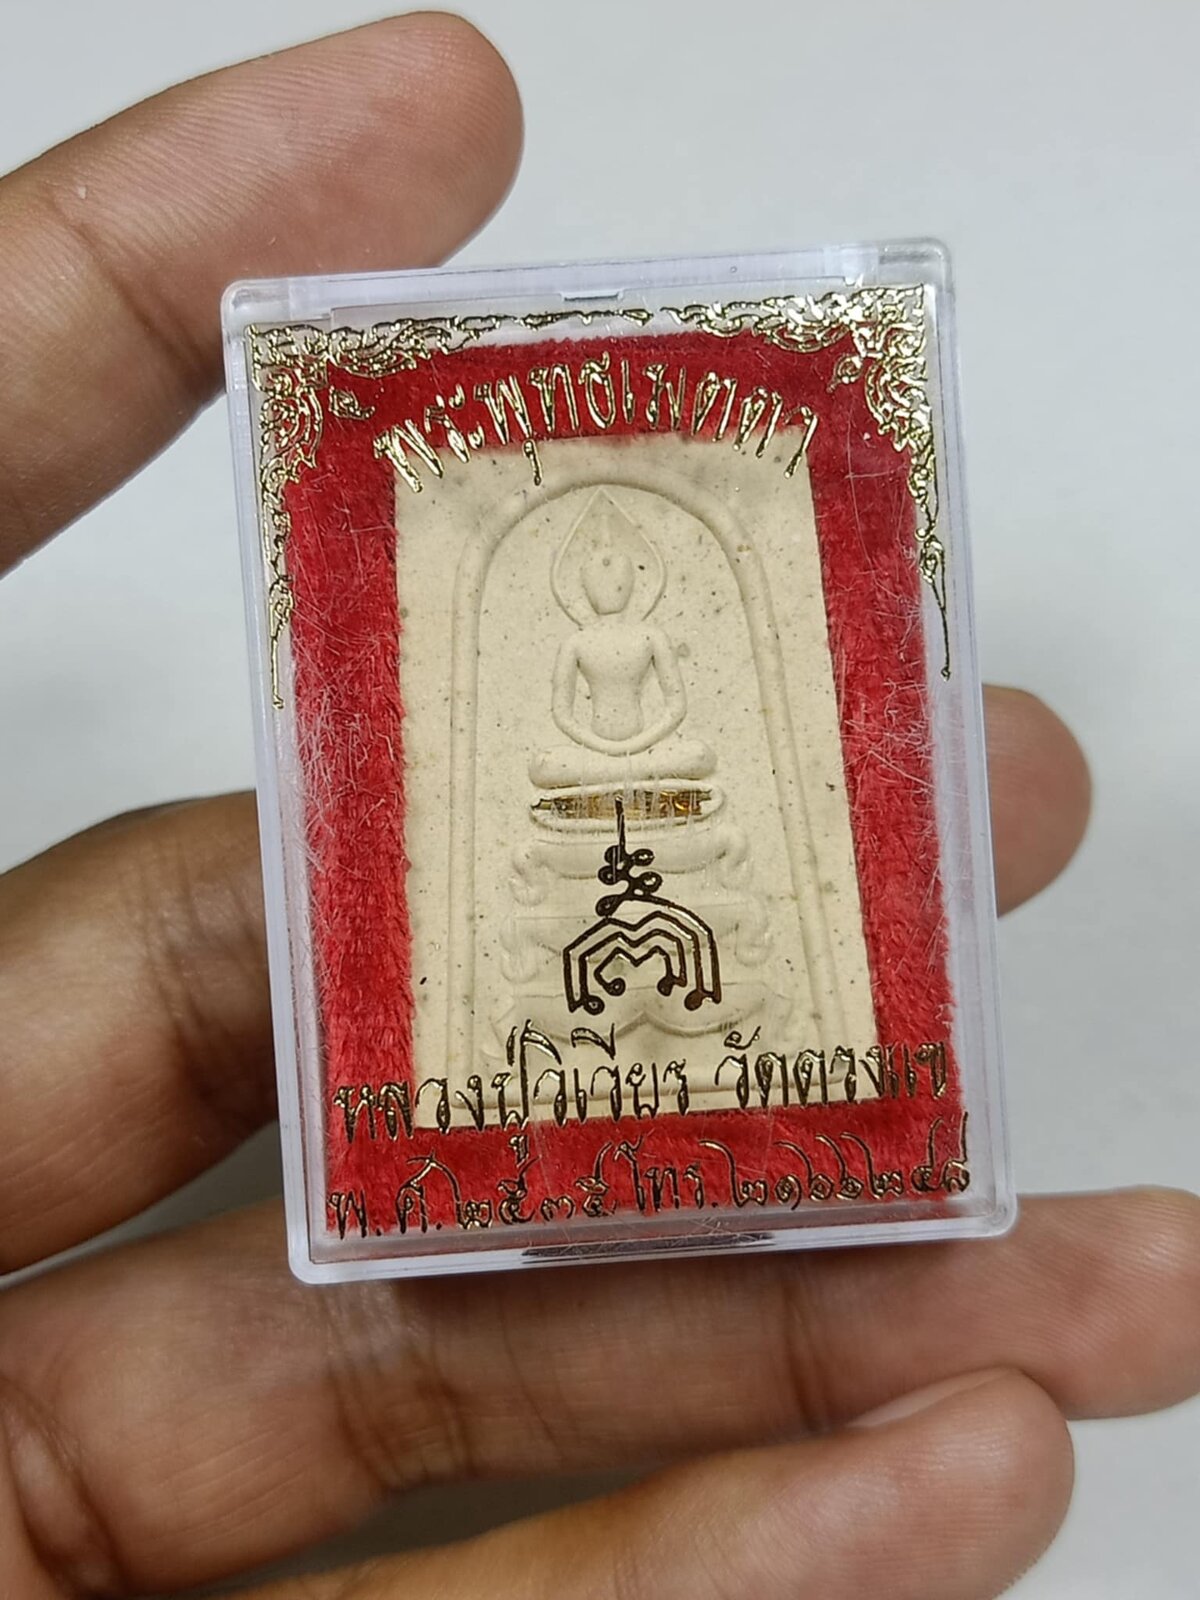 พระพุทธเมตตา
หลวงปู่วิเวียร วัดดวงแข
พ.ศ.๒๕๓๕ โทร.๒๑๖๖๒๔๘